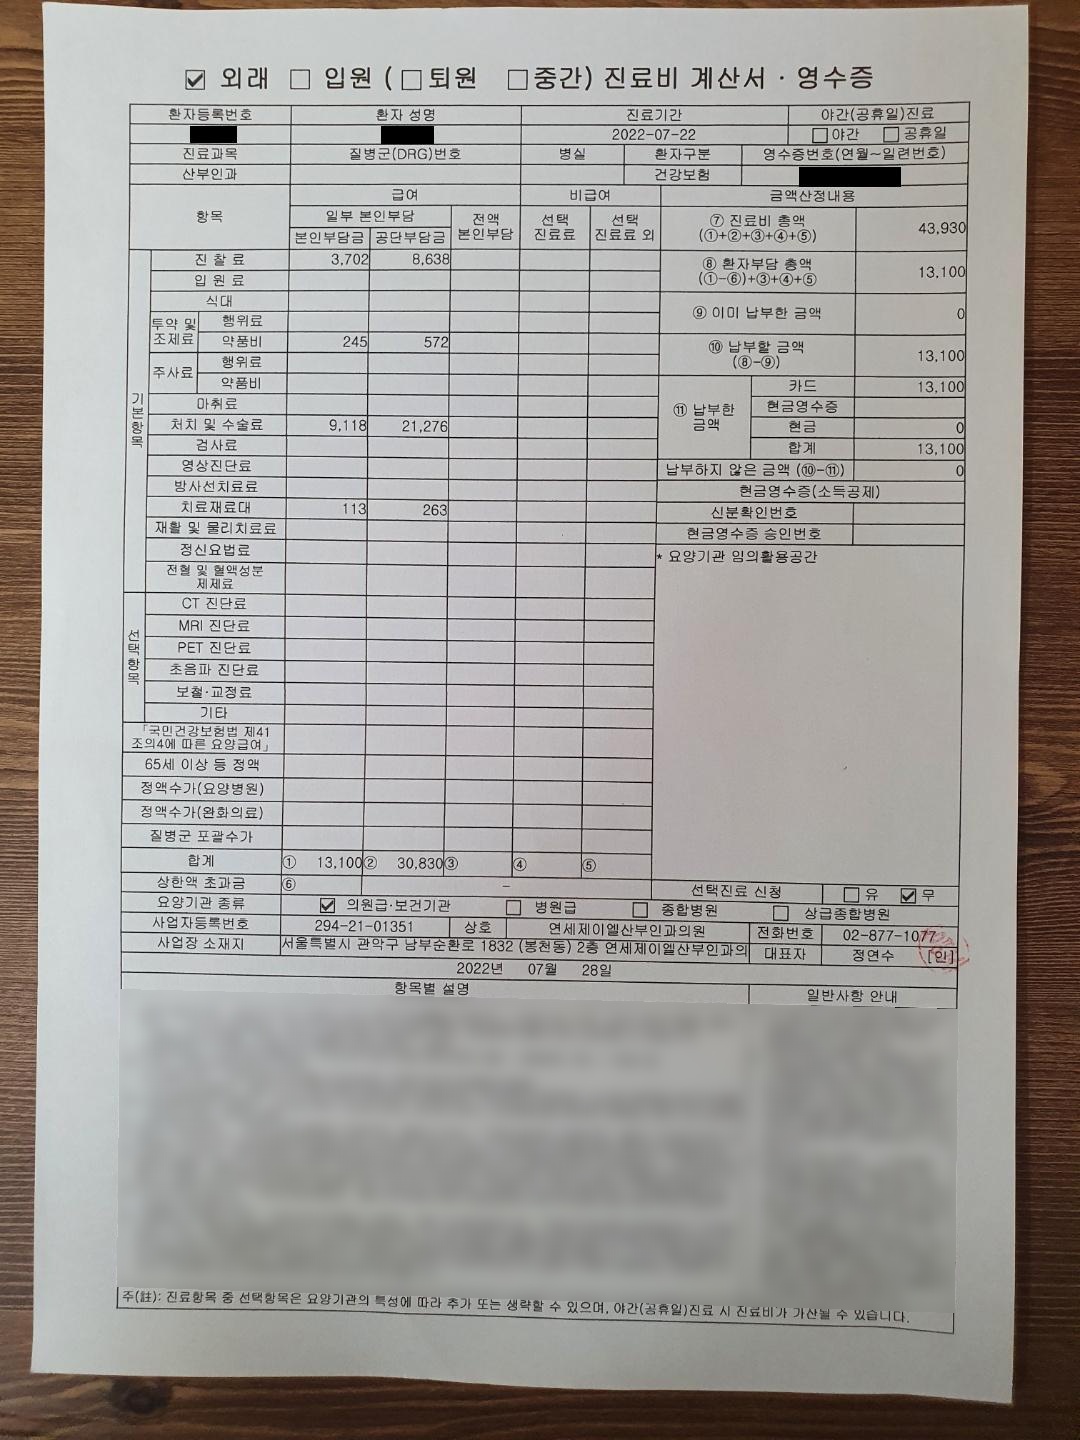 ☑ 외래 □ 입원 ( □퇴원 □중간) 진료비 계산서 · 영수증
환자등록번호 환자 성명 진료기간 야간(공휴일)진료
2022-07-22 □야간 □공휴일
진료과목 질병군(DRG)번호 병실 환자구분 영수증번호(연월~일련번호)
산부인과 건강보험
항목 급여 비급여 금액산정내용
일부 본인부담 전액 본인부담 선택 진료료 선택 진료료 외
본인부담금 공단부담금
⑦ 진료비 총액 (①+②+③+④+⑤) 43,930
기본항목
진찰료 3,702 8,638
⑧ 환자부담 총액 (①-⑥)+③+④+⑤ 13,100
입원료
식대
⑨ 이미 납부한 금액 0
투약 및 조제료 행위료
약품비 245 572
⑩ 납부할 금액 (⑧-⑨) 13,100
주사료 행위료
약품비
⑪ 납부한 금액 카드 13,100
마취료
현금영수증
처치 및 수술료 9,118 21,276
현금 0
검사료
합계 13,100
영상진단료
납부하지 않은 금액 (⑩-⑪) 0
방사선치료료
현금영수증(소득공제)
치료재료대 113 263
신분확인번호
재활 및 물리치료료
현금영수증 승인번호
정신요법료
* 요양기관 임의활용공간
전혈 및 혈액성분
제제료
선택항목
CT 진단료
MRI 진단료
PET 진단료
초음파 진단료
보철·교정료
기타
「국민건강보험법 제41
조의4에 따른 요양급여」
65세 이상 등 정액
정액수가(요양병원)
정액수가(완화의료)
질병군 포괄수가
합계 ① 13,100 ② 30,830 ③ ④ ⑤
상한액 초과금 ⑥ – 선택진료 신청 □유 ☑무
요양기관 종류 ☑ 의원급·보건기관 □ 병원급 □ 종합병원 □ 상급종합병원
사업자등록번호 294-21-01351 상호 연세제이엘산부인과의원 전화번호 02-877-1077
사업장 소재지 서울특별시 관악구 남부순환로 1832 (봉천동) 2층 연세제이엘산부인과의 대표자 정연수 [인]
2022년 07월 28일
항목별 설명 일반사항 안내
주(註): 진료항목 중 선택항목은 요양기관의 특성에 따라 추가 또는 생략할 수 있으며, 야간(공휴일)진료 시 진료비가 가산될 수 있습니다.